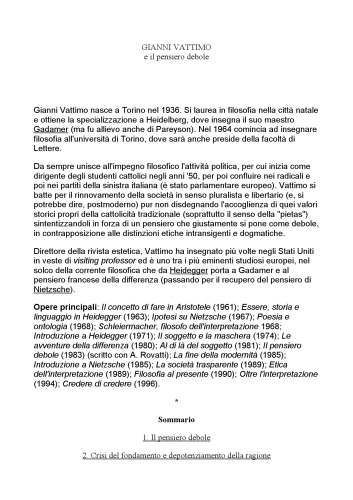 GIANNI VATTIMO
e il pensiero debole
Gianni Vattimo nasce a Torino nel 1936. Si laurea in filosofia nella città natale
e ottiene la specializzazione a Heidelberg, dove insegna il suo maestro
Gadamer (ma fu allievo anche di Pareyson). Nel 1964 comincia ad insegnare
filosofia all'università di Torino, dove sarà anche preside della facoltà di
Lettere.
Da sempre unisce all'impegno filosofico l'attività politica, per cui inizia come
dirigente degli studenti cattolici negli anni '50, per poi confluire nei radicali e
poi nei partiti della sinistra italiana (è stato parlamentare europeo). Vattimo si
batte per il rinnovamento della società in senso pluralista e libertario (e, si
potrebbe dire, postmoderno) pur non disdegnando l'accoglienza di quei valori
storici propri della cattolicità tradizionale (soprattutto il senso della "pietas")
sintentizzandoli in forza di un pensiero che giustamente si pone come debole,
in contrapposizione alle distinzioni etiche intransigenti e dogmatiche.
Direttore della rivista estetica, Vattimo ha insegnato più volte negli Stati Uniti
in veste di visiting professor ed è uno tra i più eminenti studiosi europei, nel
solco della corrente filosofica che da Heidegger porta a Gadamer e al
pensiero francese della differenza (passando per il recupero del pensiero di
Nietzsche).
Opere principali: Il concetto di fare in Aristotele (1961); Essere, storia e
linguaggio in Heidegger (1963); Ipotesi su Nietzsche (1967); Poesia e
ontologia (1968); Schleiermacher, filosofo dell'interpretazione 1968;
Introduzione a Heidegger (1971); Il soggetto e la maschera (1974); Le
avventure della differenza (1980); Al di là del soggetto (1981); Il pensiero
debole (1983) (scritto con A. Rovatti); La fine della modernità (1985);
Introduzione a Nietzsche (1985); La società trasparente (1989); Etica
dell'interpretazione (1989); Filosofia al presente (1990); Oltre l'interpretazione
(1994); Credere di credere (1996).
*
Sommario
1. Il pensiero debole
2. Crisi del fondamento e depotenziamento della ragione